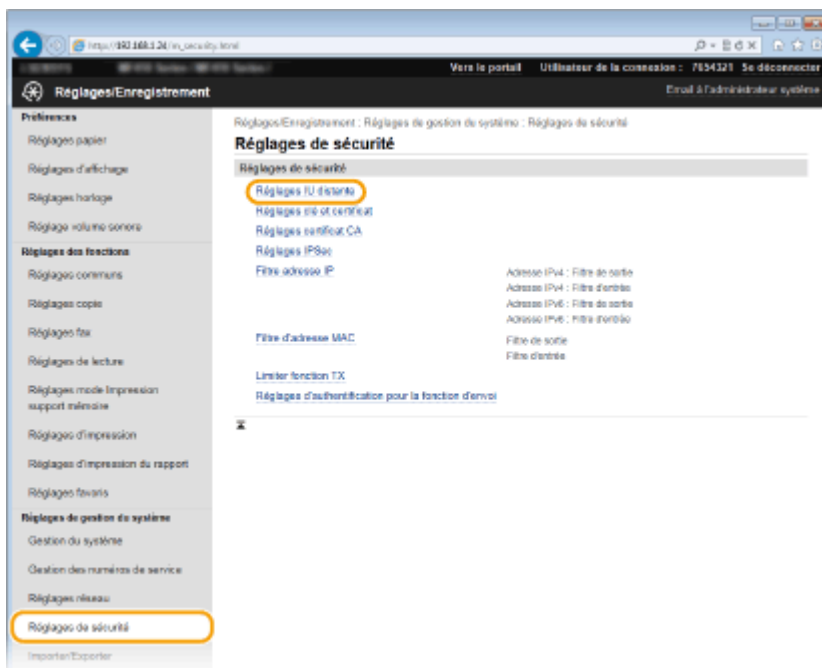 http://192.168.1.24/m_security.html
Vers le portail Utilisateur de la connexion : 7654321 Se déconnecter
Réglages/Enregistrement
Email à l'administrateur système
Préférences
Réglages papier
Réglages d'affichage
Réglages horloge
Réglage volume sonore
Réglages des fonctions
Réglages communs
Réglages copie
Réglages fax
Réglages de lecture
Réglages mode Impression
support mémoire
Réglages d'impression
Réglages d'impression du rapport
Réglages favoris
Réglages de gestion du système
Gestion du système
Gestion des numéros de service
Réglages réseau
Réglages de sécurité
Importer/Exporter
Réglages/Enregistrement : Réglages de gestion du système : Réglages de sécurité
Réglages de sécurité
Réglages de sécurité
Réglages IU distante
Réglages clé et certificat
Réglages certificat CA
Réglages IPSec
Filtre adresse IP
Adresse IPv4 : Filtre de sortie
Adresse IPv4 : Filtre d'entrée
Adresse IPv6 : Filtre de sortie
Adresse IPv6 : Filtre d'entrée
Filtre d'adresse MAC
Filtre de sortie
Filtre d'entrée
Limiter fonction TX
Réglages d'authentification pour la fonction d'envoi